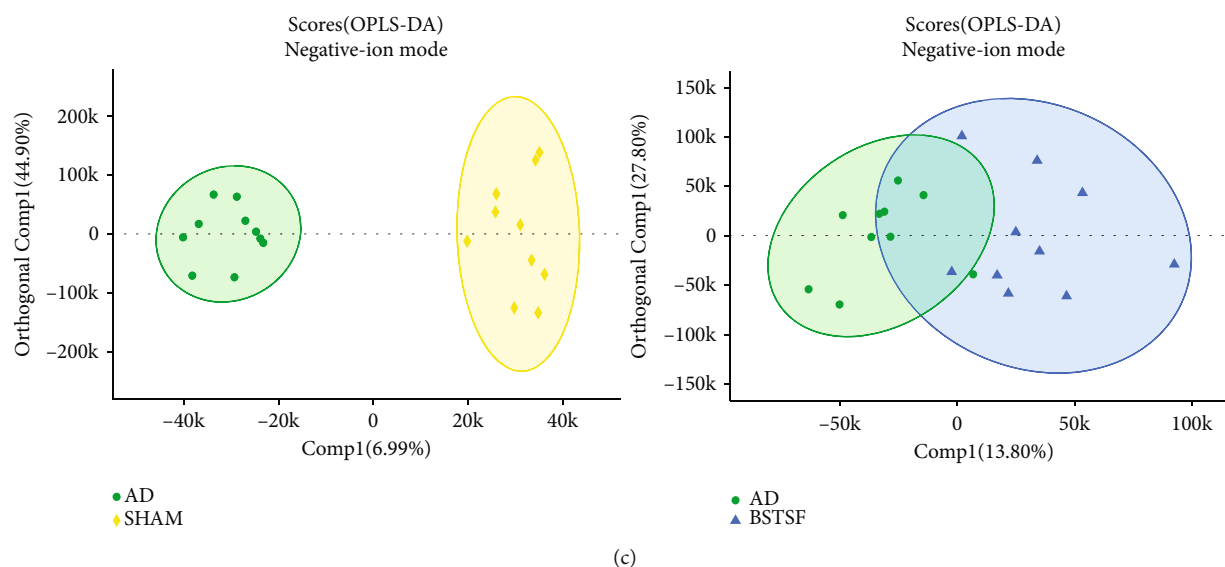 Scores(OPLS-DA)
Negative-ion mode
Orthogonal Comp1(44.90%)
200k
100k
0
−100k
−200k
−40k
−20k
0
20k
40k
Comp1(6.99%)
AD
SHAM
Scores(OPLS-DA)
Negative-ion mode
Orthogonal Comp1(27.80%)
150k
100k
50k
0
−50k
−100k
−150k
−50k
0
50k
100k
Comp1(13.80%)
AD
BSTSF
(c)